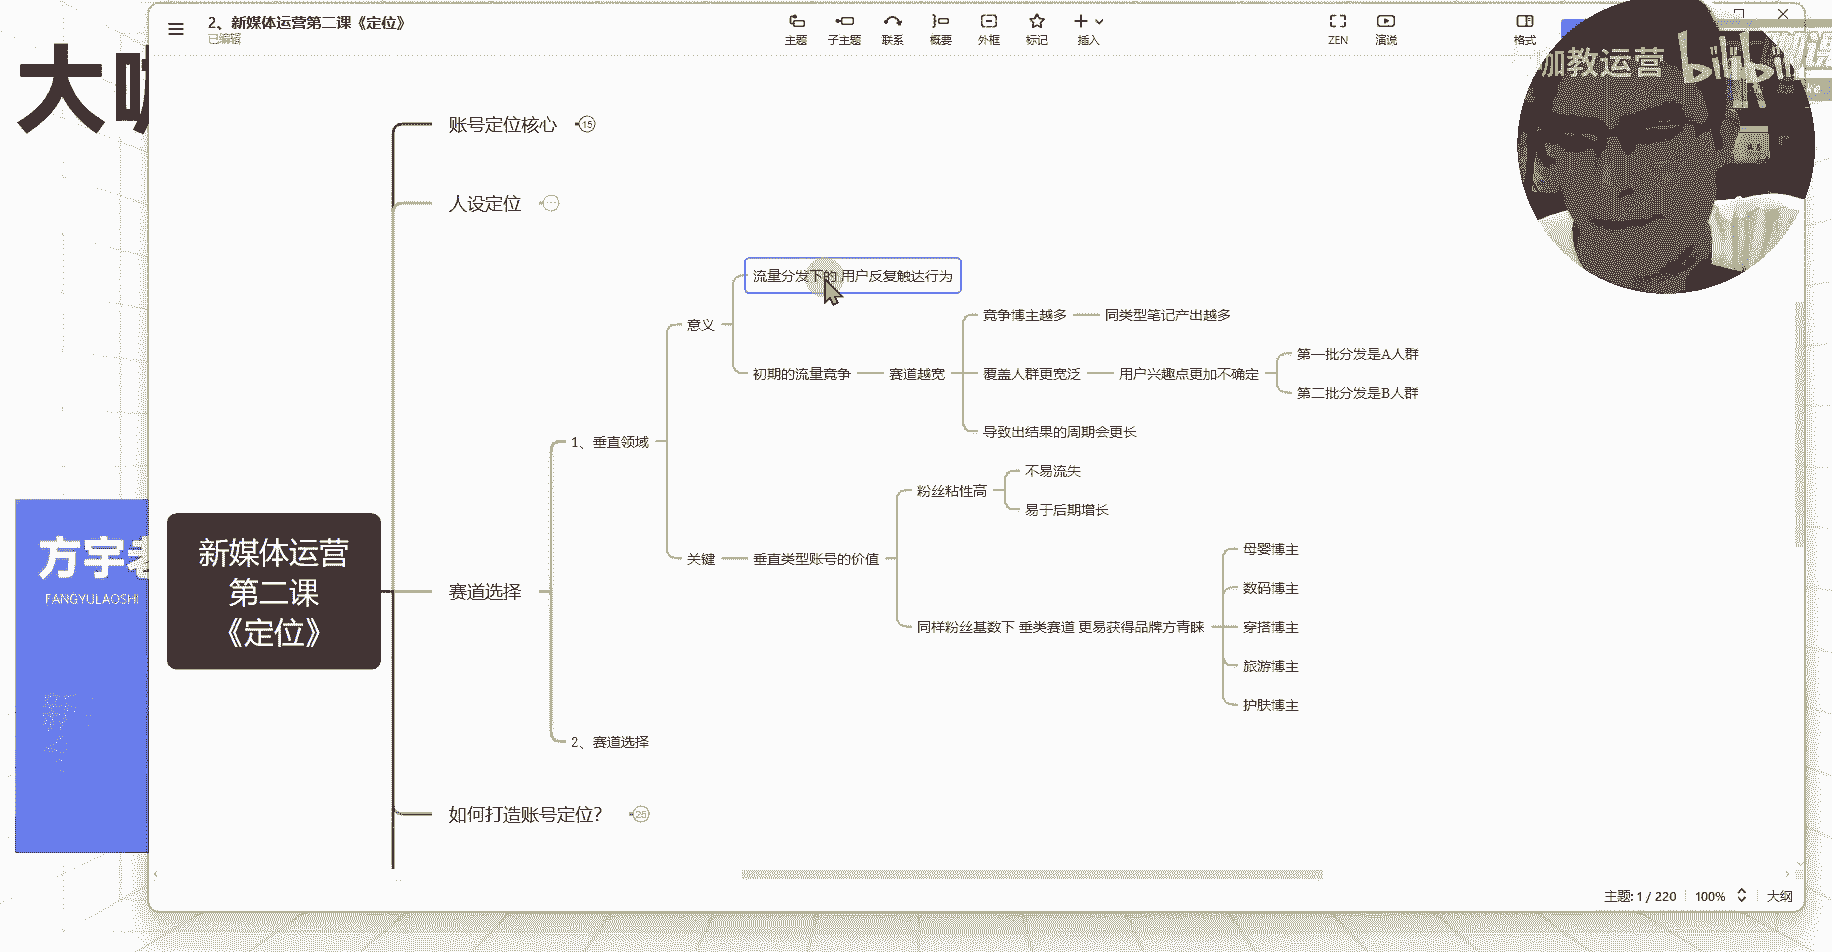 2、新媒体运营第二课《定位》
已编辑
主题
子主题
联系
概要
外框
标记
插入
ZEN
演说
格式
咖教运营
bilibili
大咖
账号定位核心
15
人设定位
流量分发下的 用户反复触达行为
意义
竟争博主越多
同类型笔记产出越多
初期的流量竟争
赛道越宽
覆盖人群更宽泛
用户兴趣点更加不确定
第一批分发是A人群
第二批分发是B人群
导致出结果的周期会更长
1、垂直领域
粉丝粘性高
不易流失
易于后期增长
关键
垂直类型账号的价值
母婴博主
数码博主
同样粉丝基数下 垂类赛道 更易获得品牌方青睐
穿搭博主
旅游博主
护肤博主
方宇老
FANGYULAOSHI
新媒体运营
第二课
《定位》
赛道选择
2、赛道选择
如何打造账号定位？
25
主题: 1 / 220
100%
大纲